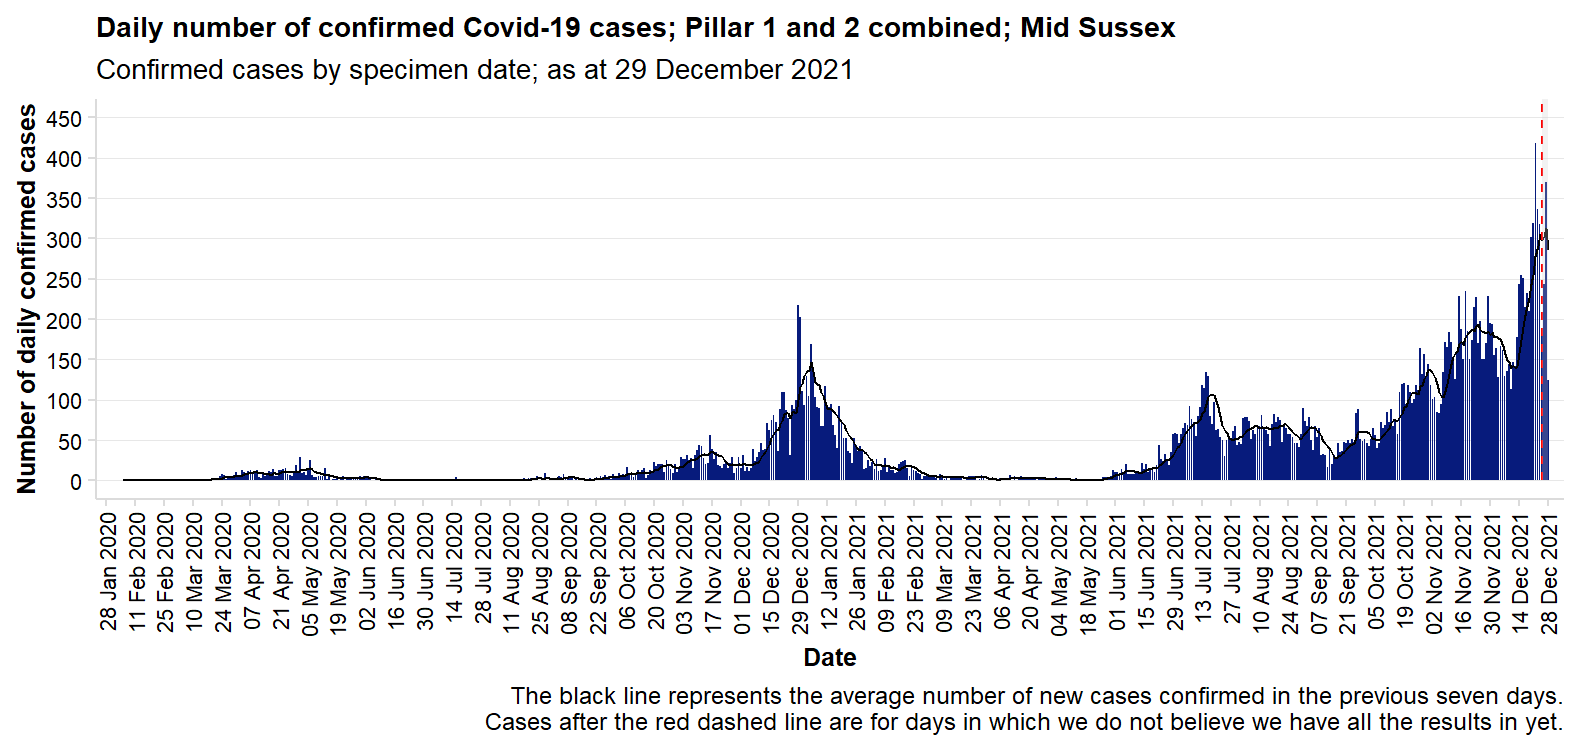 Daily number of confirmed Covid-19 cases; Pillar 1 and 2 combined; Mid Sussex
Confirmed cases by specimen date; as at 29 December 2021
Number of daily confirmed cases
450
400
350
300
250
200
150
100
50
0
28 Jan 2020
11 Feb 2020
25 Feb 2020
10 Mar 2020
24 Mar 2020
07 Apr 2020
21 Apr 2020
05 May 2020
19 May 2020
02 Jun 2020
16 Jun 2020
30 Jun 2020
14 Jul 2020
28 Jul 2020
11 Aug 2020
25 Aug 2020
08 Sep 2020
22 Sep 2020
06 Oct 2020
20 Oct 2020
03 Nov 2020
17 Nov 2020
01 Dec 2020
15 Dec 2020
29 Dec 2020
12 Jan 2021
26 Jan 2021
09 Feb 2021
23 Feb 2021
09 Mar 2021
23 Mar 2021
06 Apr 2021
20 Apr 2021
04 May 2021
18 May 2021
01 Jun 2021
15 Jun 2021
29 Jun 2021
13 Jul 2021
27 Jul 2021
10 Aug 2021
24 Aug 2021
07 Sep 2021
21 Sep 2021
05 Oct 2021
19 Oct 2021
02 Nov 2021
16 Nov 2021
30 Nov 2021
14 Dec 2021
28 Dec 2021
Date
The black line represents the average number of new cases confirmed in the previous seven days.
Cases after the red dashed line are for days in which we do not believe we have all the results in yet.